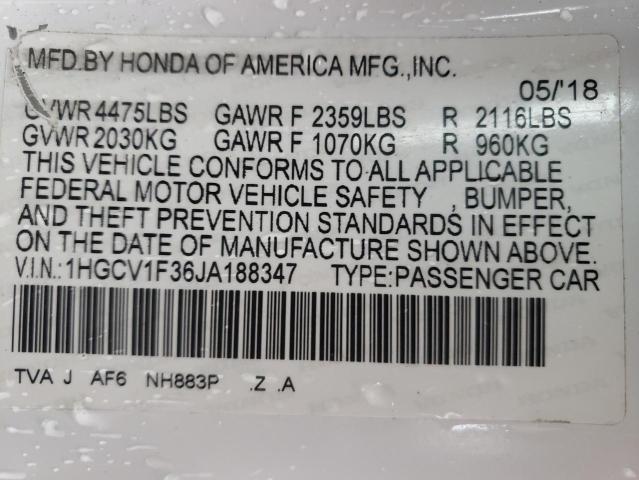 MFD.BY HONDA OF AMERICA MFG.,INC.
05/'18
GVWR 4475LBS GAWR F 2359LBS R 2116LBS
GVWR 2030KG GAWR F 1070KG R 960KG
THIS VEHICLE CONFORMS TO ALL APPLICABLE
FEDERAL MOTOR VEHICLE SAFETY , BUMPER,
AND THEFT PREVENTION STANDARDS IN EFFECT
ON THE DATE OF MANUFACTURE SHOWN ABOVE.
V.I.N.:1HGCV1F36JA188347 TYPE:PASSENGER CAR
TVA J AF6 NH883P .Z .A